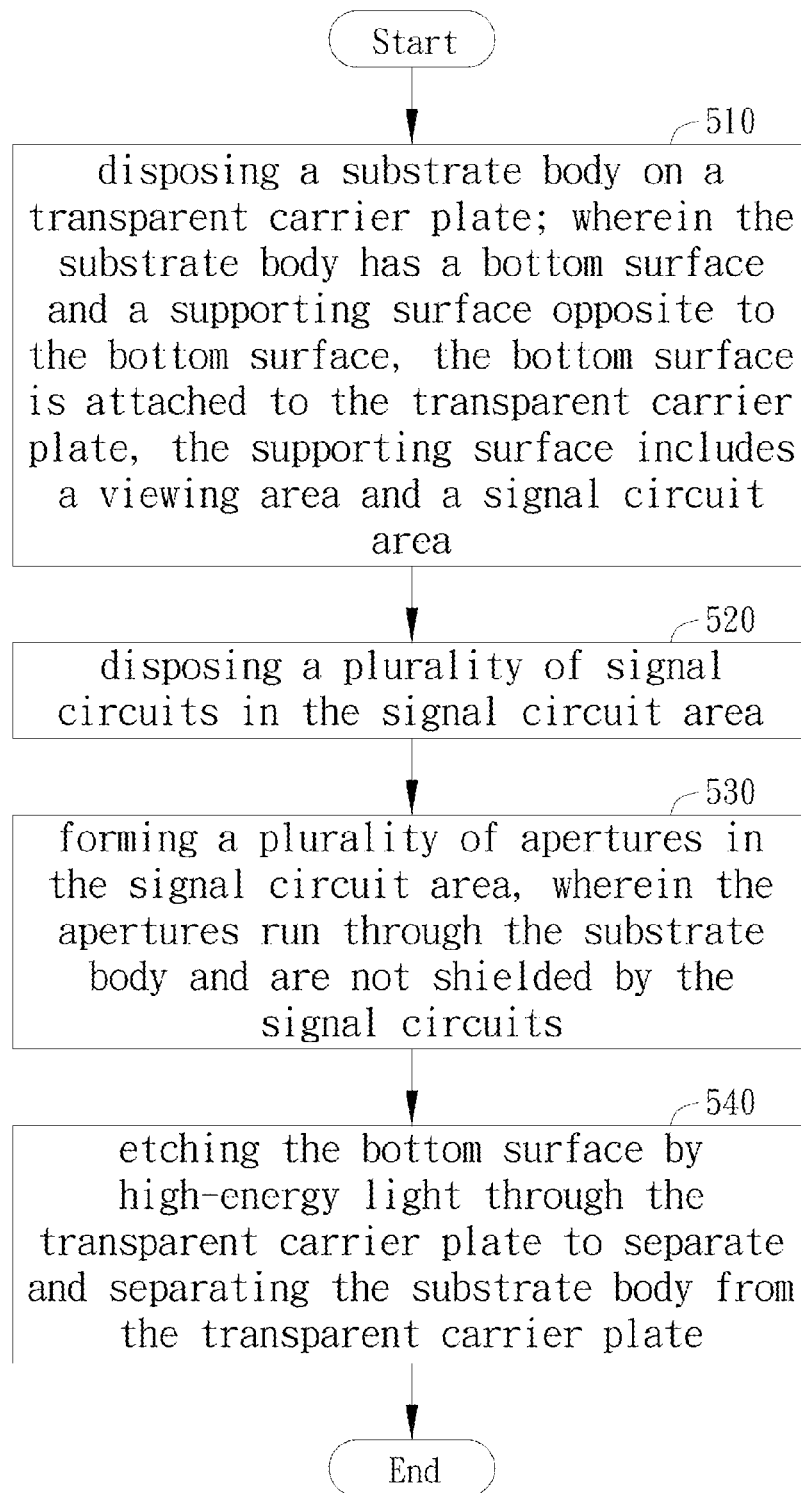 Start
510
disposing a substrate body on a
transparent carrier plate; wherein the
substrate body has a bottom surface
and a supporting surface opposite to
the bottom surface, the bottom surface
is attached to the transparent carrier
plate, the supporting surface includes
a viewing area and a signal circuit
area
520
disposing a plurality of signal
circuits in the signal circuit area
530
forming a plurality of apertures in
the signal circuit area, wherein the
apertures run through the substrate
body and are not shielded by the
signal circuits
540
etching the bottom surface by
high-energy light through the
transparent carrier plate to separate
and separating the substrate body from
the transparent carrier plate
End